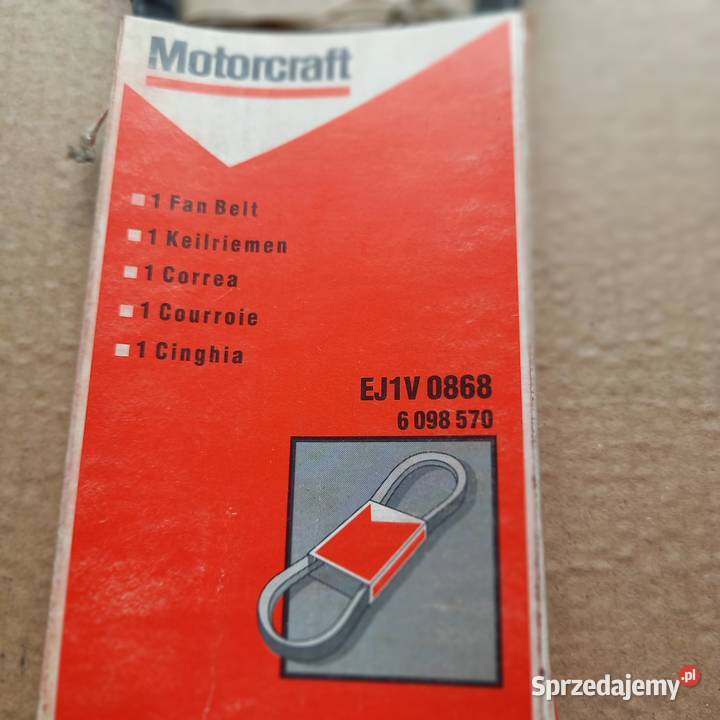 Motorcraft
1 Fan Belt
1 Keilriemen
1 Correa
1 Courroie
1 Cinghia
EJ1V 0868
6 098 570
Sprzedajemy.pl